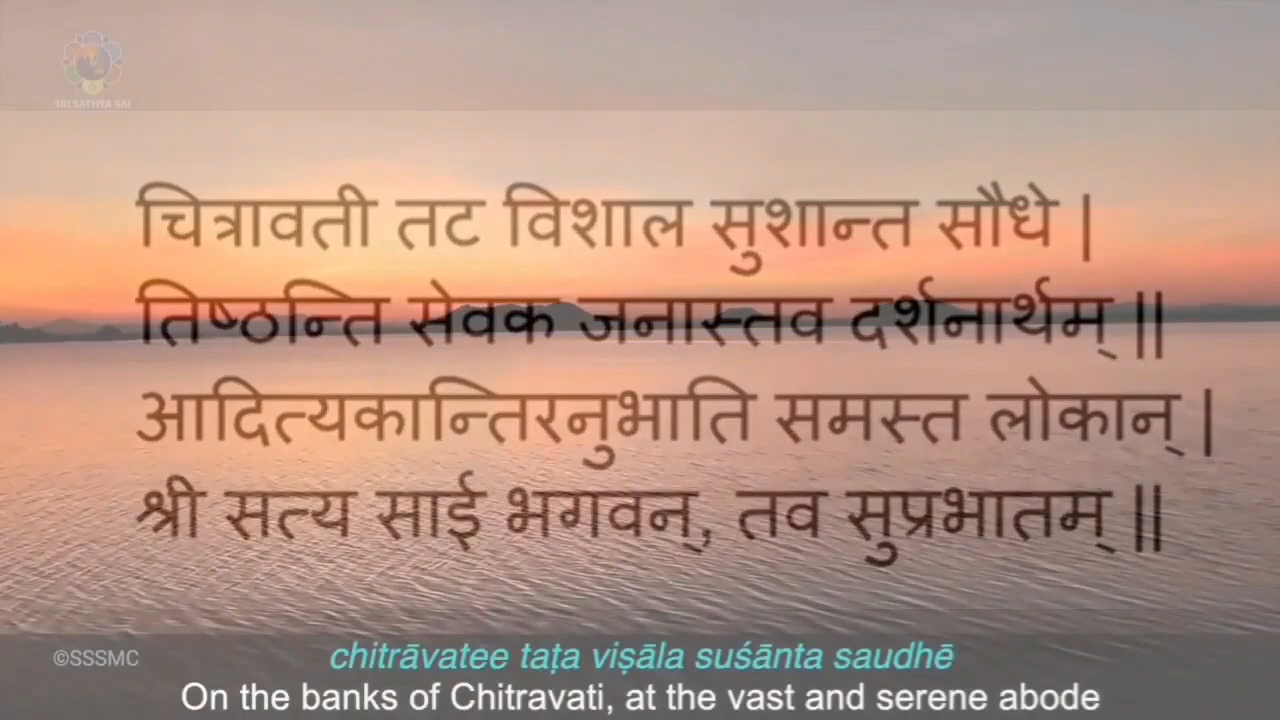 SRI SATHYA SAI
चित्रावती तट विशाल सुशान्त सौधे |
तिष्ठन्ति सेवक जनास्तव दर्शनार्थम् ||
आदित्यकान्तिरनुभाति समस्त लोकान् |
श्री सत्य साई भगवन्, तव सुप्रभातम् ||
©SSSMC
chitrāvatee taṭa viṣāla suśānta saudhē
On the banks of Chitravati, at the vast and serene abode